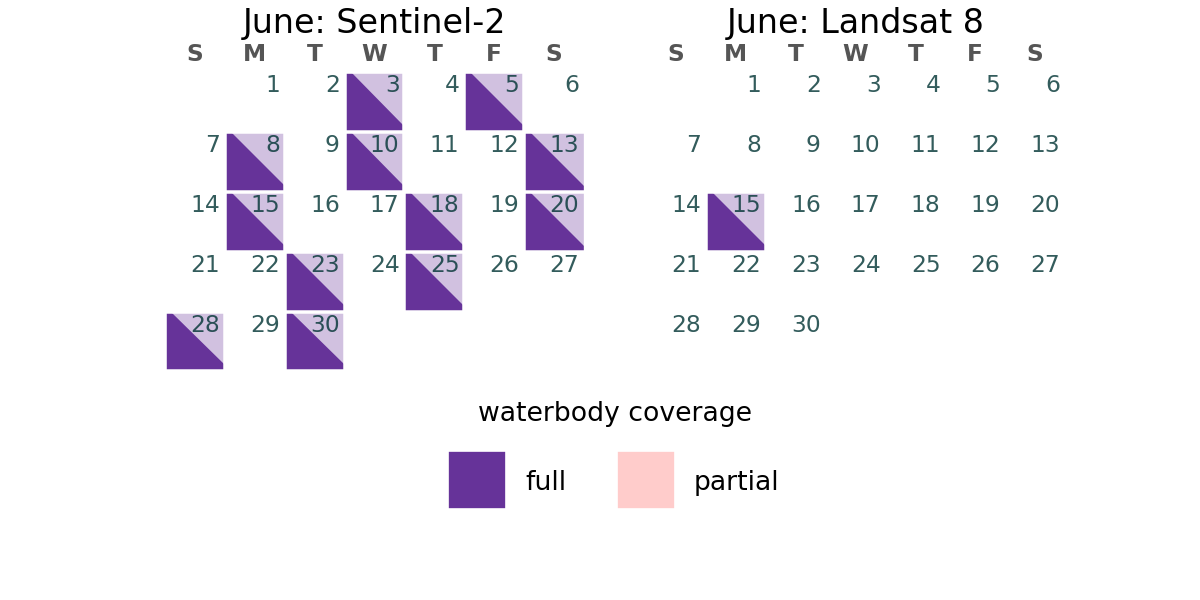 June: Sentinel-2
S M T W T F S
1 2 3 4 5 6
7 8 9 10 11 12 13
14 15 16 17 18 19 20
21 22 23 24 25 26 27
28 29 30
June: Landsat 8
S M T W T F S
1 2 3 4 5 6
7 8 9 10 11 12 13
14 15 16 17 18 19 20
21 22 23 24 25 26 27
28 29 30
waterbody coverage
full
partial